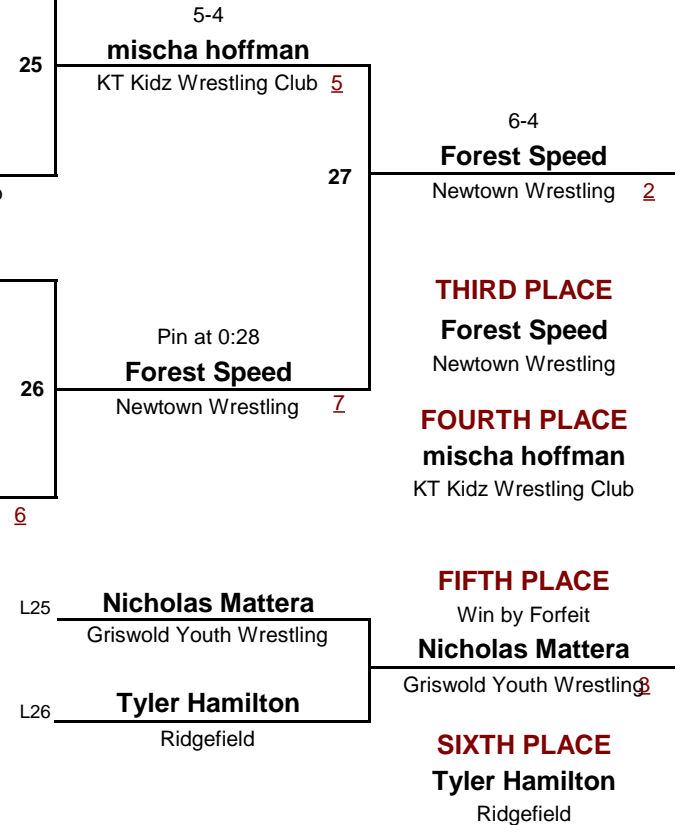 5-4
25
mischa hoffman
KT Kidz Wrestling Club 5
6-4
Forest Speed
27
Newtown Wrestling 2
THIRD PLACE
Forest Speed
Newtown Wrestling
Pin at 0:28
Forest Speed
26
Newtown Wrestling 7
FOURTH PLACE
mischa hoffman
KT Kidz Wrestling Club
6
FIFTH PLACE
L25 Nicholas Mattera
Griswold Youth Wrestling
Win by Forfeit
Nicholas Mattera
Griswold Youth Wrestling 3
L26 Tyler Hamilton
Ridgefield
SIXTH PLACE
Tyler Hamilton
Ridgefield